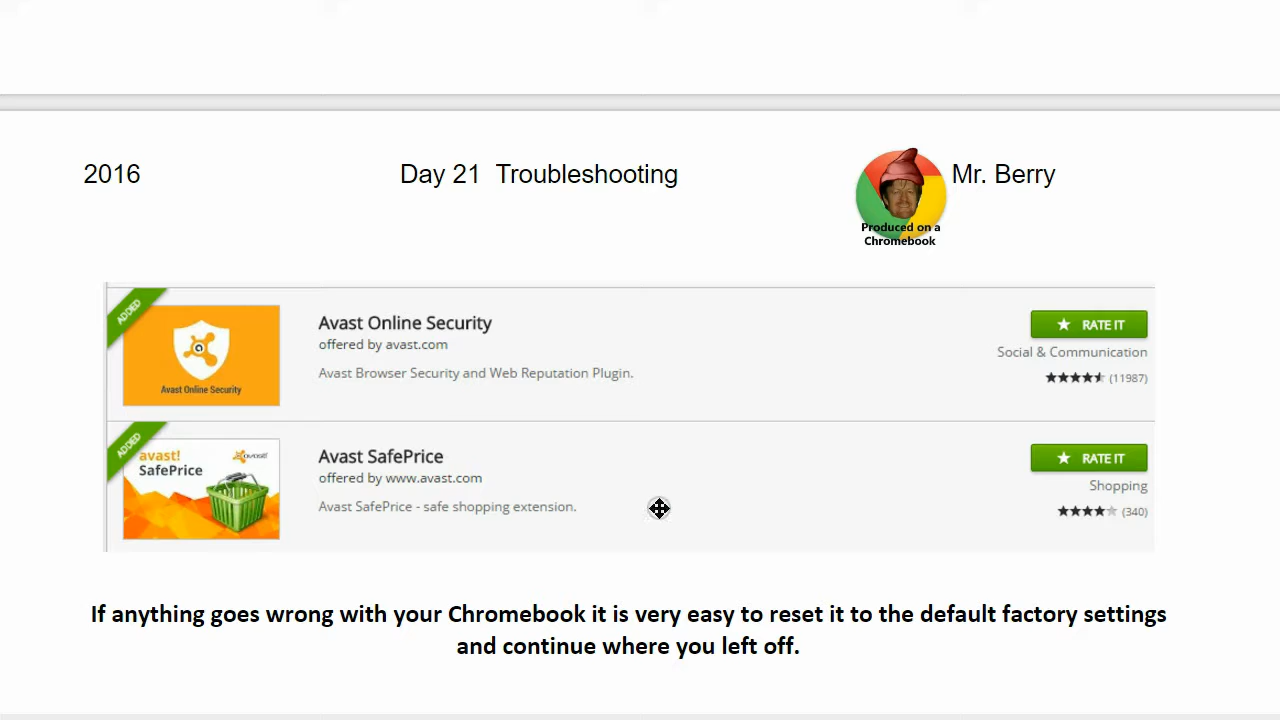 2016 Day 21 Troubleshooting Mr. Berry
Produced on a
Chromebook
ADDED
Avast Online Security
Avast Online Security
offered by avast.com
Avast Browser Security and Web Reputation Plugin.
★ RATE IT
Social & Communication
(11987)
ADDED
avast!
SafePrice
avast!
Avast SafePrice
offered by www.avast.com
Avast SafePrice - safe shopping extension.
★ RATE IT
Shopping
(340)
If anything goes wrong with your Chromebook it is very easy to reset it to the default factory settings
and continue where you left off.